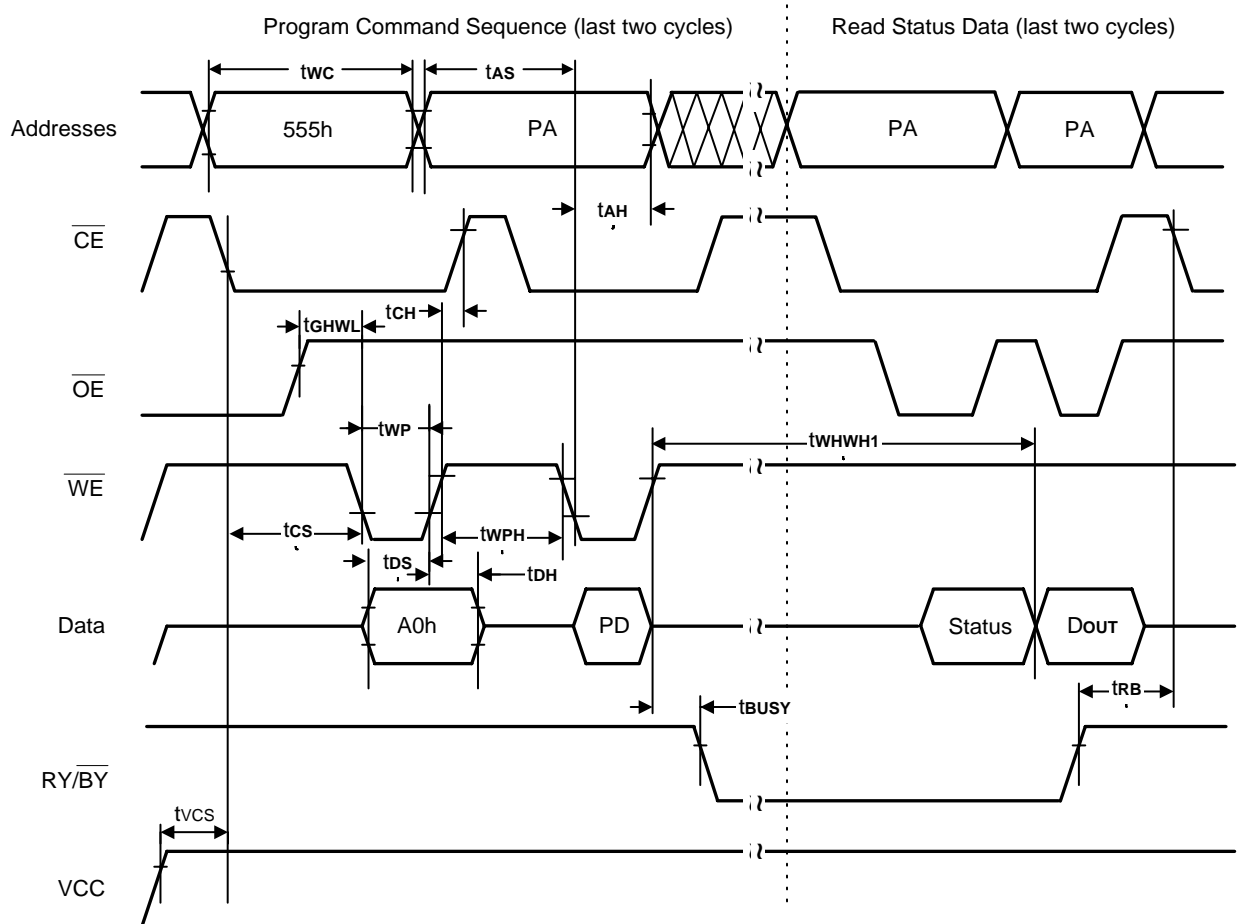 Program Command Sequence (last two cycles)
Read Status Data (last two cycles)
tWC
tAS
Addresses
555h
PA
PA
PA
tAH
CE
tCH
tGHWL
OE
tWP
tWHWH1
WE
tCS
tWPH
tDS
tDH
Data
A0h
PD
Status
DOUT
tRB
tBUSY
RY/BY
tVCS
VCC